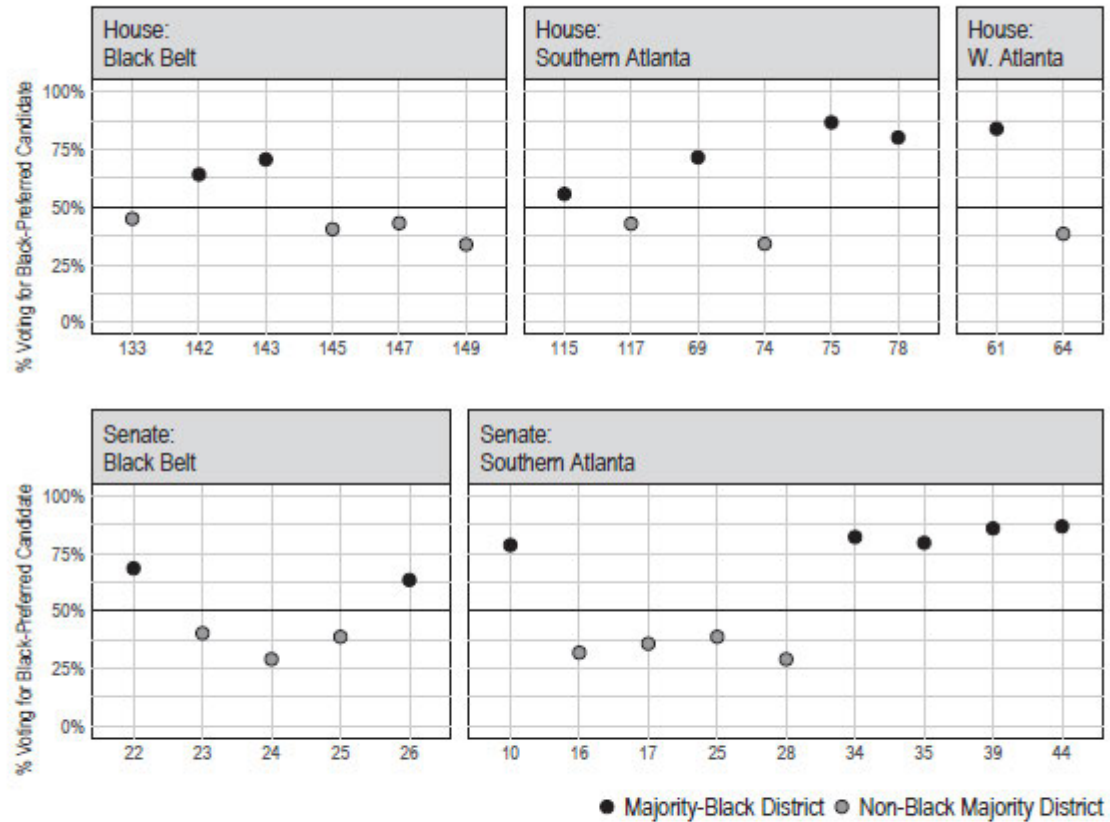 House:
Black Belt
House:
Southern Atlanta
House:
W. Atlanta
% Voting for Black-Preferred Candidate
100%
75%
50%
25%
0%
133 142 143 145 147 149
115 117 69 74 75 78
61 64
Senate:
Black Belt
Senate:
Southern Atlanta
% Voting for Black-Preferred Candidate
100%
75%
50%
25%
0%
22 23 24 25 26
10 16 17 25 28 34 35 39 44
Majority-Black District Non-Black Majority District